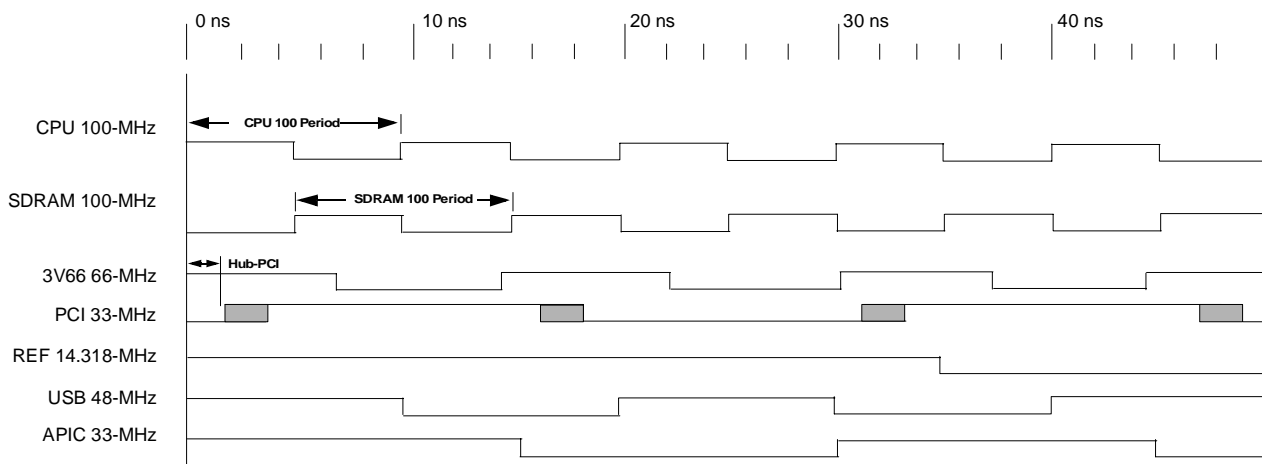 0 ns 10 ns 20 ns 30 ns 40 ns
CPU 100-MHz
CPU 100 Period
SDRAM 100-MHz
SDRAM 100 Period
3V66 66-MHz
Hub-PCI
PCI 33-MHz
REF 14.318-MHz
USB 48-MHz
APIC 33-MHz